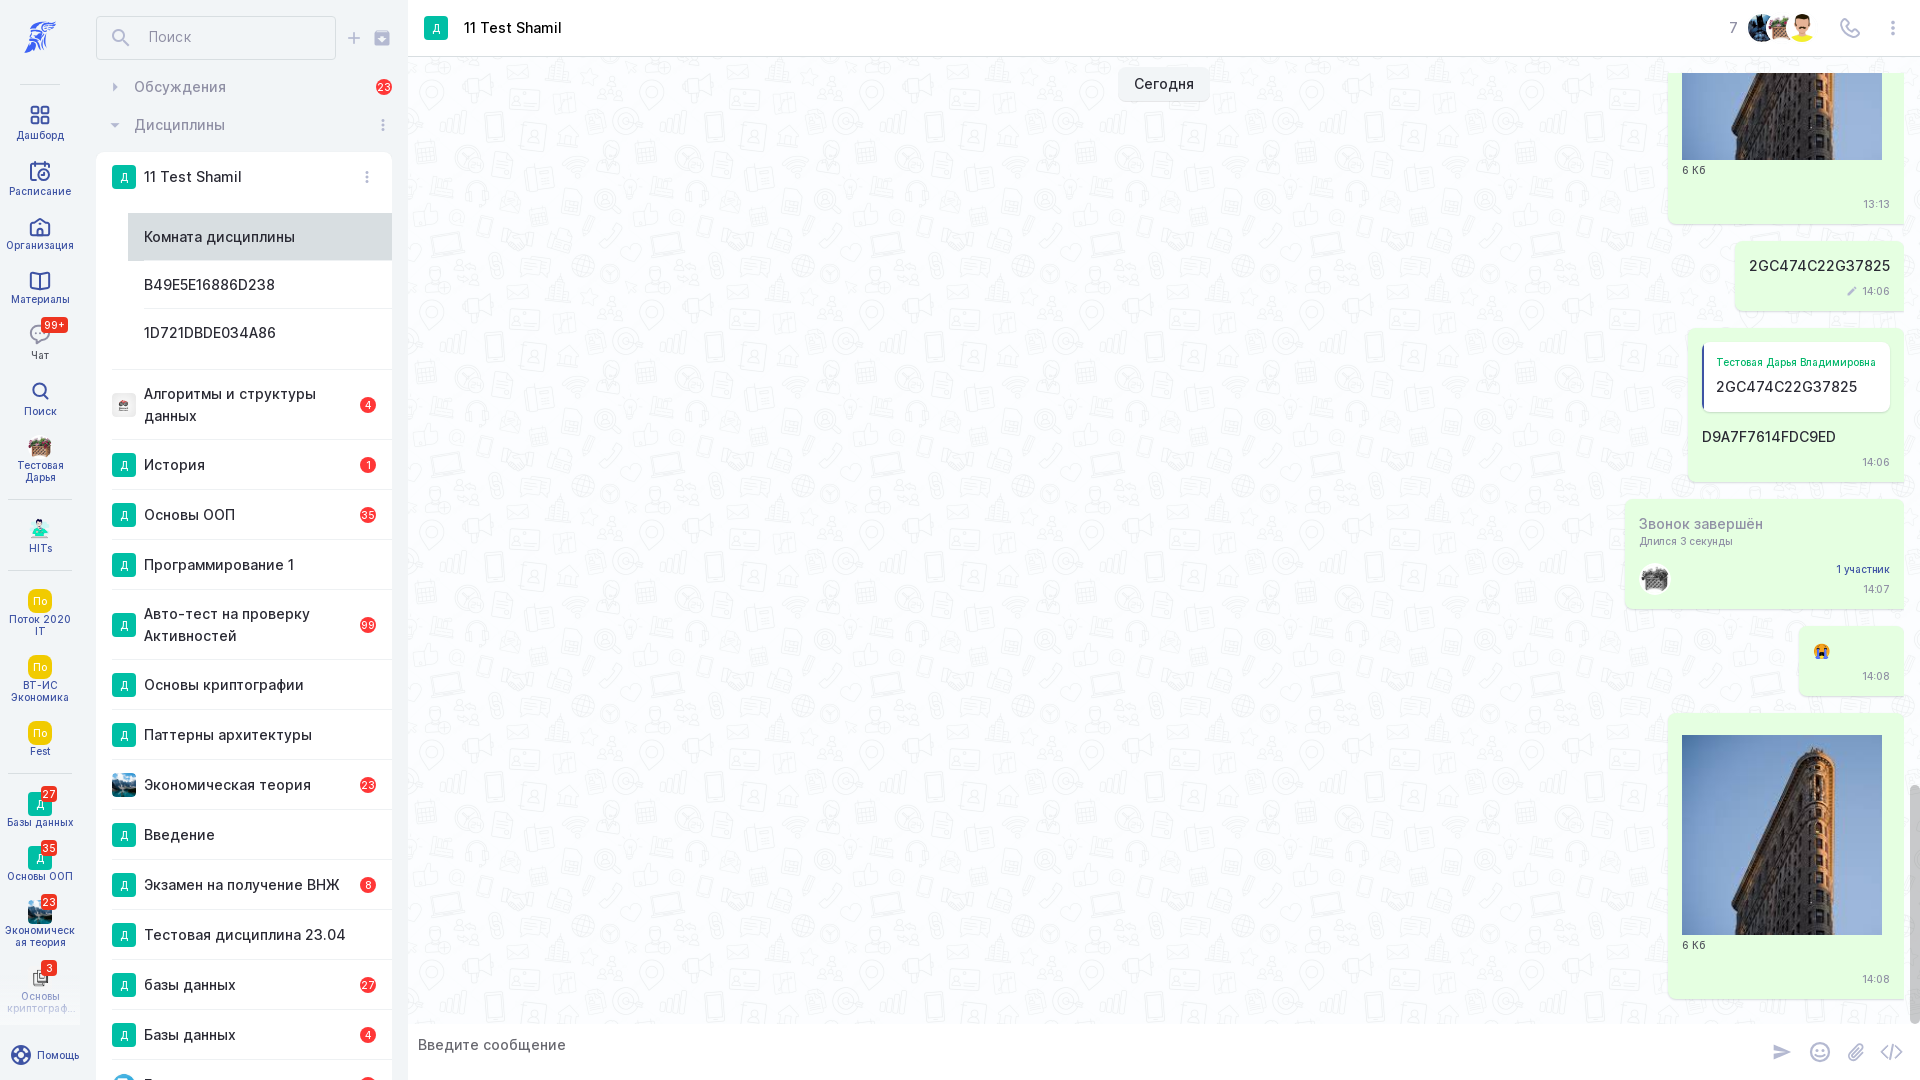 Дашборд
Расписание
Организация
Материалы
99+
Чат
Поиск
Тестовая
Дарья
HITs
По
Поток 2020
IT
По
ВТ-ИС
Экономика
По
Fest
27
Д
Базы данных
35
Д
Основы ООП
23
Экономическ
ая теория
3
Основы
криптограф...
Помощь
Поиск
Обсуждения
23
Дисциплины
Д
11 Test Shamil
Комната дисциплины
B49E5E16886D238
1D721DBDE034A86
Алгоритмы и структуры
данных
4
Д
История
1
Д
Основы ООП
35
Д
Программирование 1
Д
Авто-тест на проверку
Активностей
99
Д
Основы криптографии
Д
Паттерны архитектуры
Экономическая теория
23
Д
Введение
Д
Экзамен на получение ВНЖ
8
Д
Тестовая дисциплина 23.04
Д
базы данных
27
Д
Базы данных
4
Д
11 Test Shamil
7
Сегодня
6 Кб
13:13
2GC474C22G37825
14:06
Тестовая Дарья Владимировна
2GC474C22G37825
D9A7F7614FDC9ED
14:06
Звонок завершён
Длился 3 секунды
1 участник
14:07
14:08
6 Кб
14:08
Введите сообщение